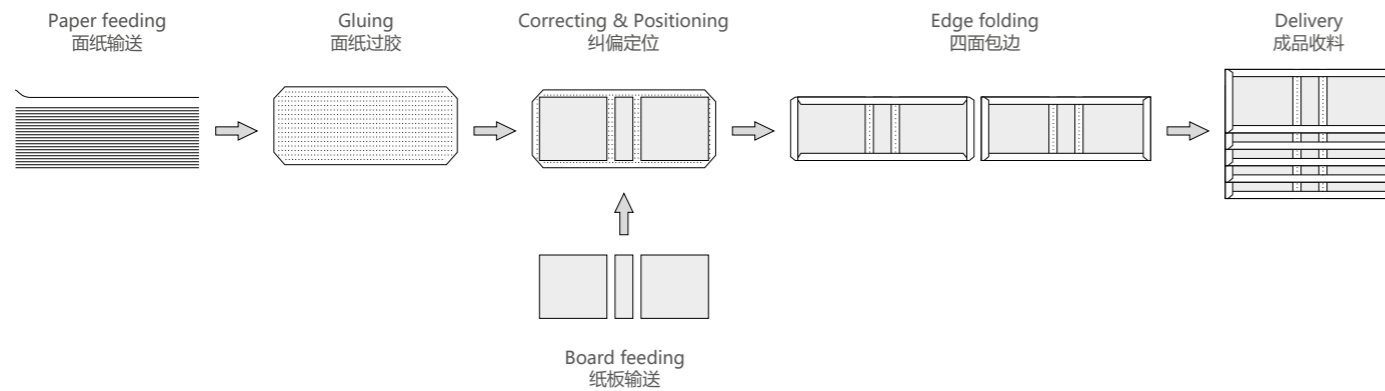 Paper feeding
面纸输送
Gluing
面纸过胶
Correcting & Positioning
纠偏定位
Edge folding
四面包边
Delivery
成品收料
Board feeding
纸板输送